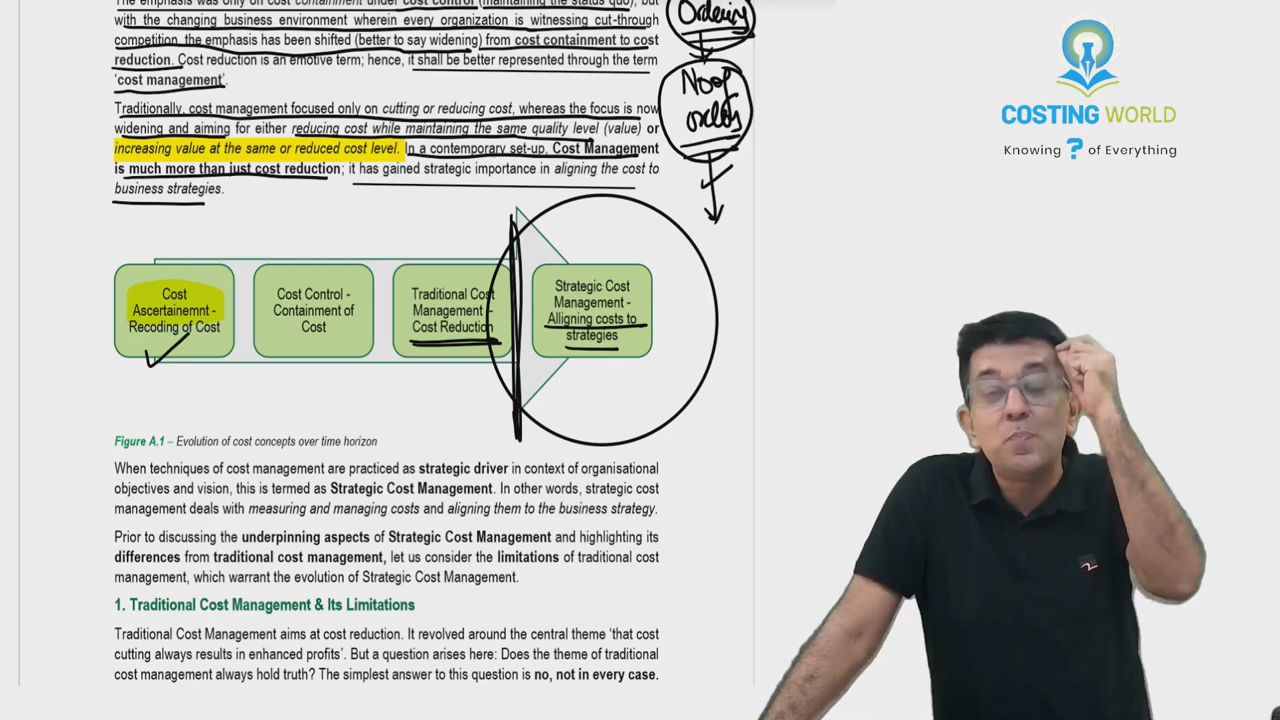 The emphasis was only on cost containment under cost control (maintaining the status quo), but
with the changing business environment wherein every organization is witnessing cut-through
competition, the emphasis has been shifted (better to say widening) from cost containment to cost
reduction. Cost reduction is an emotive term; hence, it shall be better represented through the term
‘cost management’.
Traditionally, cost management focused only on cutting or reducing cost, whereas the focus is now
widening and aiming for either reducing cost while maintaining the same quality level (value) or
increasing value at the same or reduced cost level. In a contemporary set-up, Cost Management
is much more than just cost reduction; it has gained strategic importance in aligning the cost to
business strategies.
Ordering
No of
orders
COSTING WORLD
Knowing ? of Everything
Cost
Ascertainemnt -
Recoding of Cost
Cost Control -
Containment of
Cost
Traditional Cost
Management -
Cost Reduction
Strategic Cost
Management -
Alligning costs to
strategies
Figure A.1 – Evolution of cost concepts over time horizon
When techniques of cost management are practiced as strategic driver in context of organisational
objectives and vision, this is termed as Strategic Cost Management. In other words, strategic cost
management deals with measuring and managing costs and aligning them to the business strategy.
Prior to discussing the underpinning aspects of Strategic Cost Management and highlighting its
differences from traditional cost management, let us consider the limitations of traditional cost
management, which warrant the evolution of Strategic Cost Management.
1. Traditional Cost Management & Its Limitations
Traditional Cost Management aims at cost reduction. It revolved around the central theme ‘that cost
cutting always results in enhanced profits’. But a question arises here: Does the theme of traditional
cost management always hold truth? The simplest answer to this question is no, not in every case.